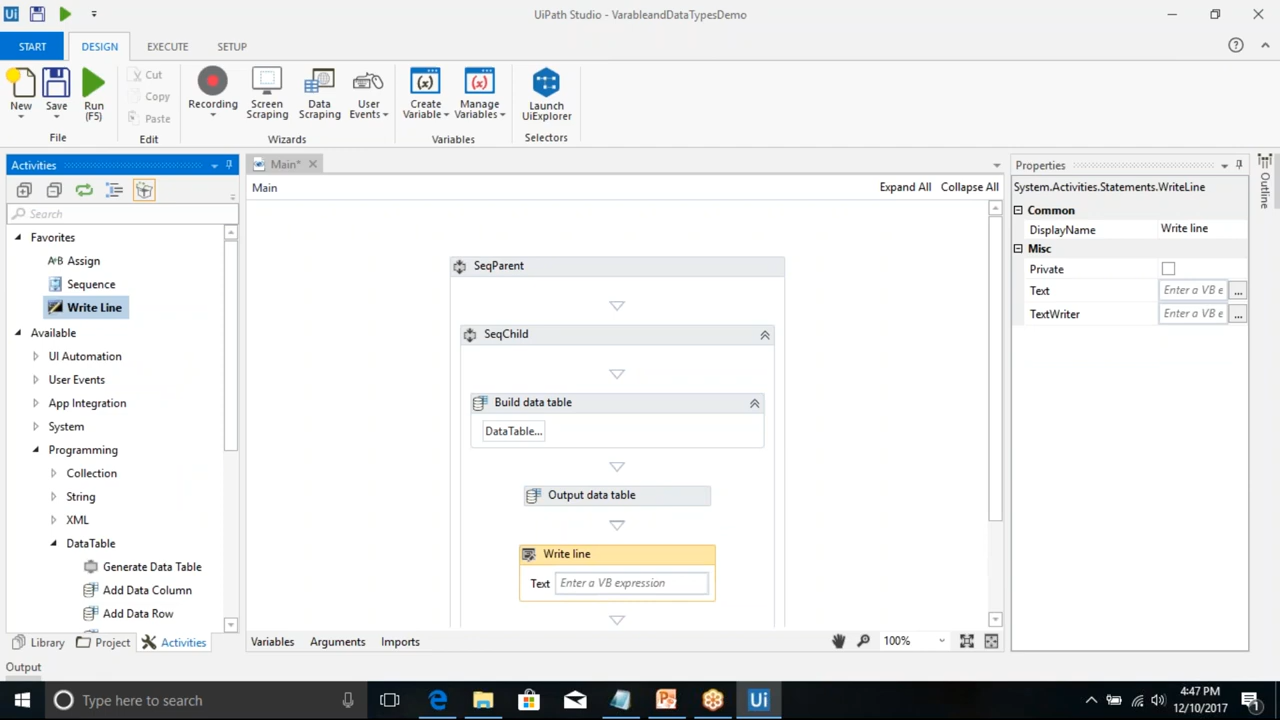 Ui
UiPath Studio - VarableandDataTypesDemo
START DESIGN EXECUTE SETUP
New
Save
Run
(F5)
Cut
Copy
Paste
Recording
Screen
Scraping
Data
Scraping
User
Events
Create
Variable
Manage
Variables
Launch
UiExplorer
File Edit Wizards Variables Selectors
Activities
Search
Favorites
A+B Assign
Sequence
Write Line
Available
UI Automation
User Events
App Integration
System
Programming
Collection
String
XML
DataTable
Generate Data Table
Add Data Column
Add Data Row
Library Project Activities
Output
Main*
Main Expand All Collapse All
SeqParent
SeqChild
Build data table
DataTable...
Output data table
Write line
Text Enter a VB expression
Variables Arguments Imports 100%
Properties
System.Activities.Statements.WriteLine
Common
DisplayName Write line
Misc
Private
Text Enter a VB e ...
TextWriter Enter a VB e ...
Outline
Type here to search
Ui
4:47 PM
12/10/2017
1